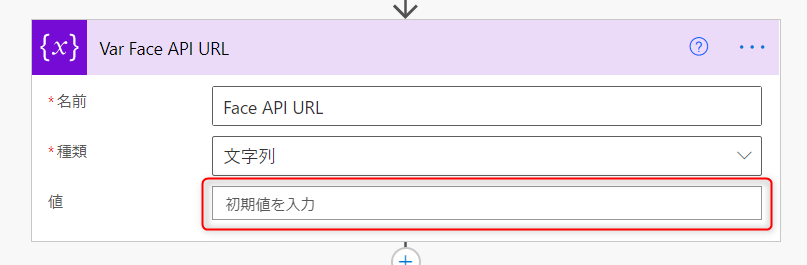 {x} Var Face API URL
*名前 Face API URL
*種類 文字列
値 初期値を入力